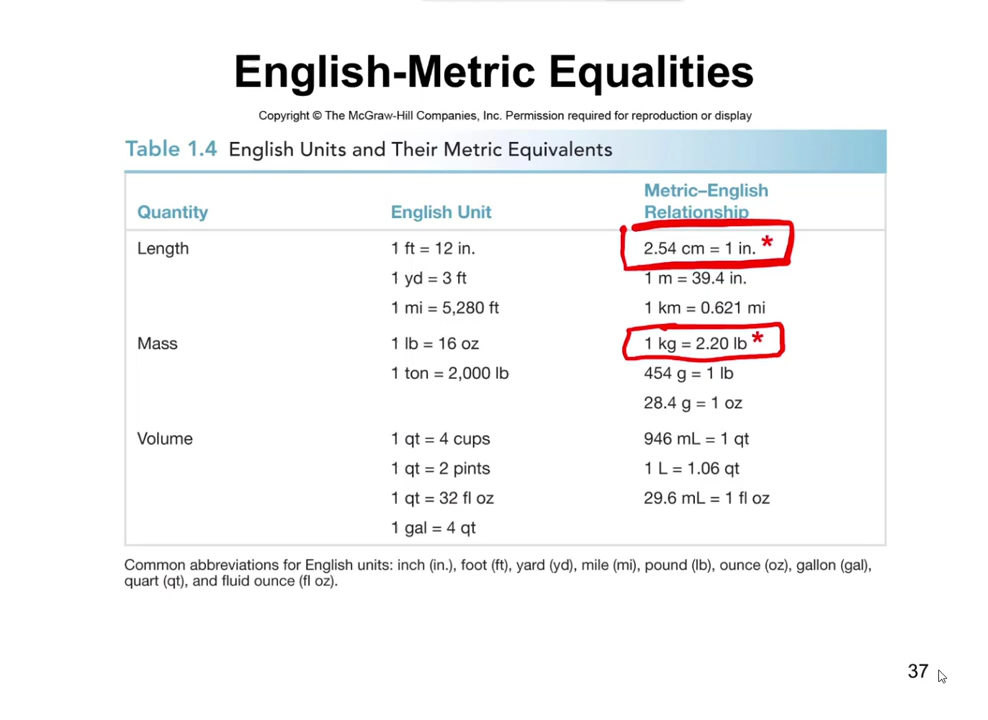 English-Metric Equalities
Copyright © The McGraw-Hill Companies, Inc. Permission required for reproduction or display
Table 1.4 English Units and Their Metric Equivalents
Quantity English Unit Metric–English Relationship
Length 1 ft = 12 in. 2.54 cm = 1 in. *
1 yd = 3 ft 1 m = 39.4 in.
1 mi = 5,280 ft 1 km = 0.621 mi
Mass 1 lb = 16 oz 1 kg = 2.20 lb *
1 ton = 2,000 lb 454 g = 1 lb
28.4 g = 1 oz
Volume 1 qt = 4 cups 946 mL = 1 qt
1 qt = 2 pints 1 L = 1.06 qt
1 qt = 32 fl oz 29.6 mL = 1 fl oz
1 gal = 4 qt
Common abbreviations for English units: inch (in.), foot (ft), yard (yd), mile (mi), pound (lb), ounce (oz), gallon (gal),
quart (qt), and fluid ounce (fl oz).
37